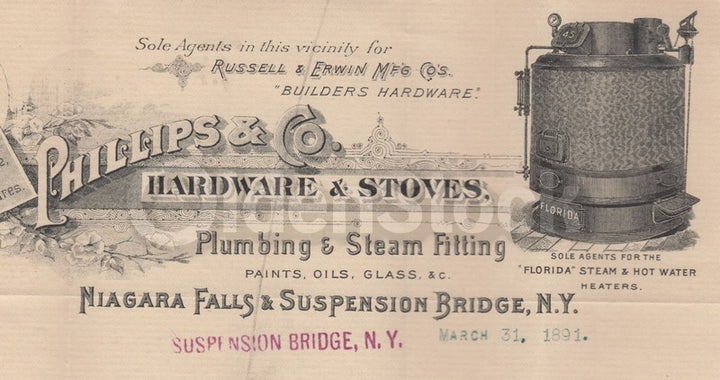 Sole Agents in this vicinity for
RUSSELL & ERWIN M'F'G CO'S.
"BUILDERS HARDWARE."
PHILLIPS & CO.
HARDWARE & STOVES.
Plumbing & Steam Fitting
PAINTS, OILS, GLASS, &C.
NIAGARA FALLS & SUSPENSION BRIDGE, N.Y.
SUSPENSION BRIDGE, N. Y.
MARCH 31, 1891.
45
FLORIDA
SOLE AGENTS FOR THE
"FLORIDA" STEAM & HOT WATER
HEATERS.